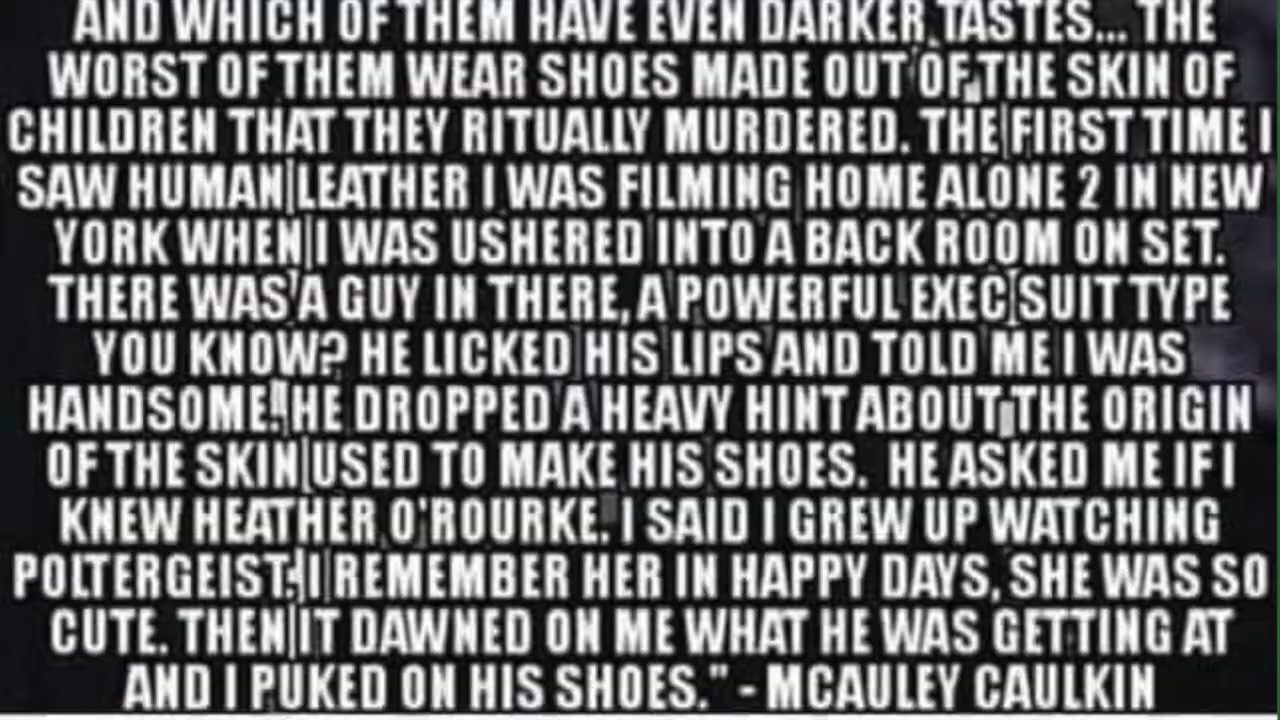 AND WHICH OF THEM HAVE EVEN DARKER TASTES... THE
WORST OF THEM WEAR SHOES MADE OUT OF THE SKIN OF
CHILDREN THAT THEY RITUALLY MURDERED. THE FIRST TIME I
SAW HUMAN LEATHER I WAS FILMING HOME ALONE 2 IN NEW
YORK WHEN I WAS USHERED INTO A BACK ROOM ON SET.
THERE WAS A GUY IN THERE, A POWERFUL EXEC SUIT TYPE
YOU KNOW? HE LICKED HIS LIPS AND TOLD ME I WAS
HANDSOME. HE DROPPED A HEAVY HINT ABOUT THE ORIGIN
OF THE SKIN USED TO MAKE HIS SHOES. HE ASKED ME IF I
KNEW HEATHER O'ROURKE. I SAID I GREW UP WATCHING
POLTERGEIST. I REMEMBER HER IN HAPPY DAYS, SHE WAS SO
CUTE. THEN IT DAWNED ON ME WHAT HE WAS GETTING AT
AND I PUKED ON HIS SHOES." - MCAULEY CAULKIN